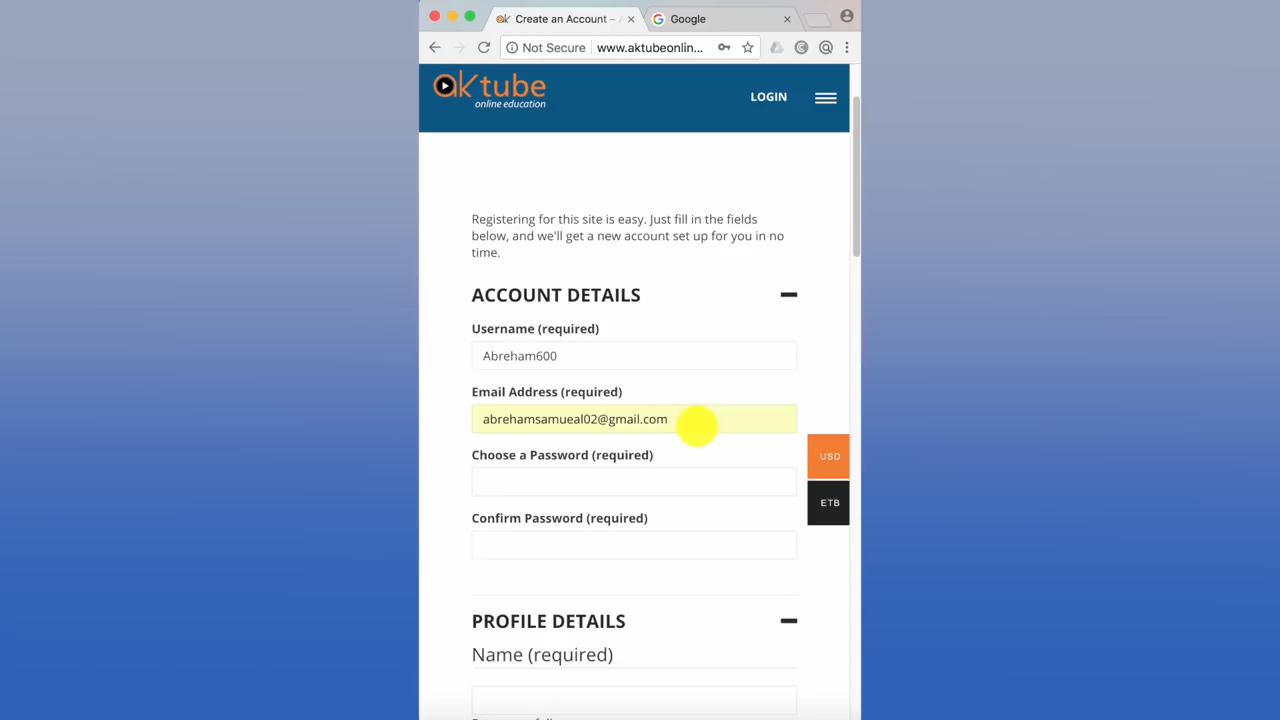 Create an Account –
Google
Not Secure
www.aktubeonlin...
aktube
online education
LOGIN
Registering for this site is easy. Just fill in the fields
below, and we'll get a new account set up for you in no
time.
ACCOUNT DETAILS
Username (required)
Abreham600
Email Address (required)
abrehamsamueal02@gmail.com
Choose a Password (required)
USD
ETB
Confirm Password (required)
PROFILE DETAILS
Name (required)